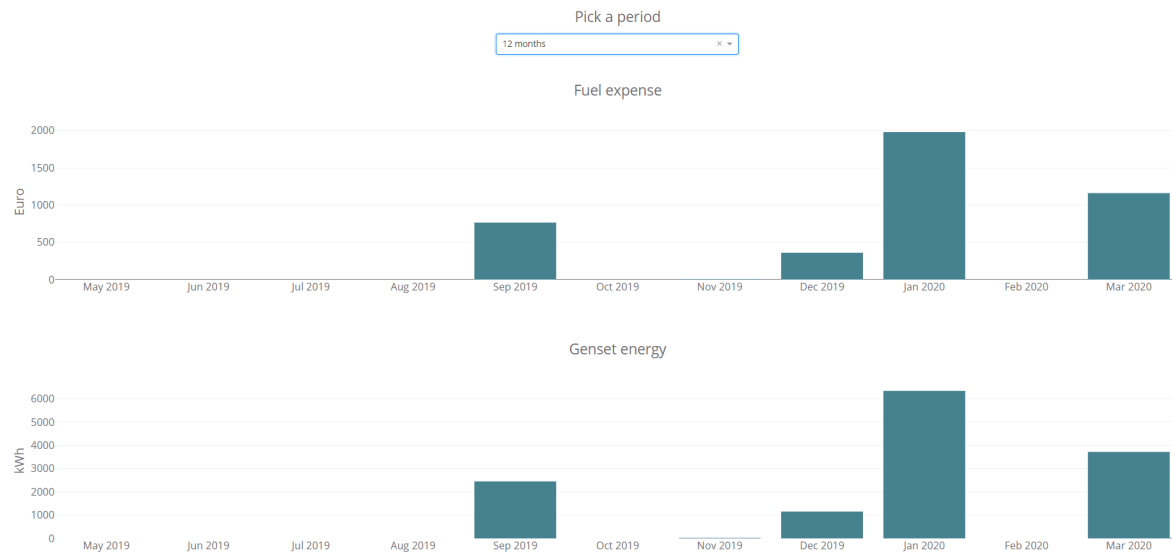 Pick a period
12 months × 
Fuel expense
2000
1500
1000
500
0
Euro
May 2019 Jun 2019 Jul 2019 Aug 2019 Sep 2019 Oct 2019 Nov 2019 Dec 2019 Jan 2020 Feb 2020 Mar 2020
Genset energy
6000
5000
4000
3000
2000
1000
0
kWh
May 2019 Jun 2019 Jul 2019 Aug 2019 Sep 2019 Oct 2019 Nov 2019 Dec 2019 Jan 2020 Feb 2020 Mar 2020